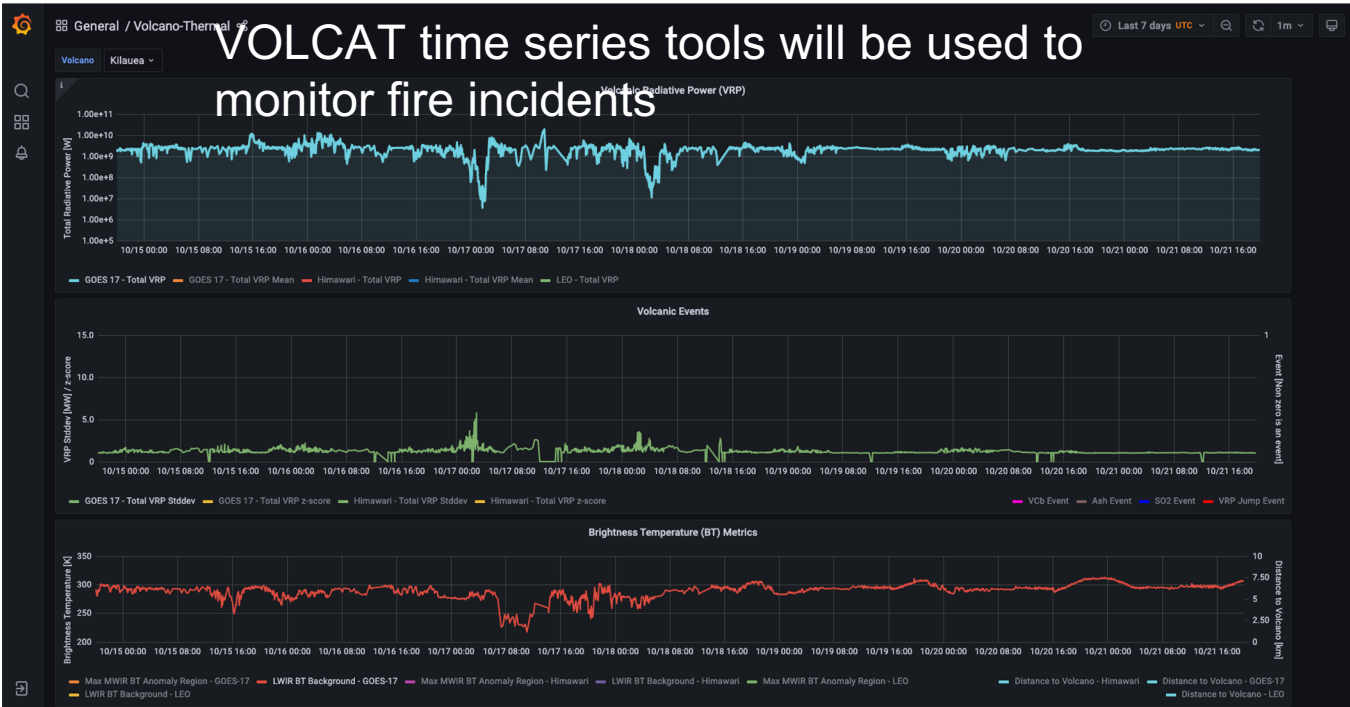 General / Volcano-Thermal
Last 7 days UTC
1m
VOLCAT time series tools will be used to
monitor fire incidents
Volcano
Kilauea
Volcanic Radiative Power (VRP)
Total Radiative Power [W]
1.00e+11
1.00e+10
1.00e+9
1.00e+8
1.00e+7
1.00e+6
1.00e+5
10/15 00:00 10/15 08:00 10/15 16:00 10/16 00:00 10/16 08:00 10/16 16:00 10/17 00:00 10/17 08:00 10/17 16:00 10/18 00:00 10/18 08:00 10/18 16:00 10/19 00:00 10/19 08:00 10/19 16:00 10/20 00:00 10/20 08:00 10/20 16:00 10/21 00:00 10/21 08:00 10/21 16:00
GOES 17 - Total VRP GOES 17 - Total VRP Mean Himawari - Total VRP Himawari - Total VRP Mean LEO - Total VRP
Volcanic Events
VRP Stddev [MW] / z-score
15.0
10.0
5.0
0
1
Event [Non zero is an event]
10/15 00:00 10/15 08:00 10/15 16:00 10/16 00:00 10/16 08:00 10/16 16:00 10/17 00:00 10/17 08:00 10/17 16:00 10/18 00:00 10/18 08:00 10/18 16:00 10/19 00:00 10/19 08:00 10/19 16:00 10/20 00:00 10/20 08:00 10/20 16:00 10/21 00:00 10/21 08:00 10/21 16:00
GOES 17 - Total VRP Stddev GOES 17 - Total VRP z-score Himawari - Total VRP Stddev Himawari - Total VRP z-score VCb Event Ash Event SO2 Event VRP Jump Event
Brightness Temperature (BT) Metrics
Brightness Temperature [K]
350
300
250
200
10
7.50
5
2.50
0
Distance to Volcano [km]
10/15 00:00 10/15 08:00 10/15 16:00 10/16 00:00 10/16 08:00 10/16 16:00 10/17 00:00 10/17 08:00 10/17 16:00 10/18 00:00 10/18 08:00 10/18 16:00 10/19 00:00 10/19 08:00 10/19 16:00 10/20 00:00 10/20 08:00 10/20 16:00 10/21 00:00 10/21 08:00 10/21 16:00
Max MWIR BT Anomaly Region - GOES-17 LWIR BT Background - GOES-17 Max MWIR BT Anomaly Region - Himawari LWIR BT Background - Himawari Max MWIR BT Anomaly Region - LEO Distance to Volcano - Himawari Distance to Volcano - GOES-17
LWIR BT Background - LEO Distance to Volcano - LEO